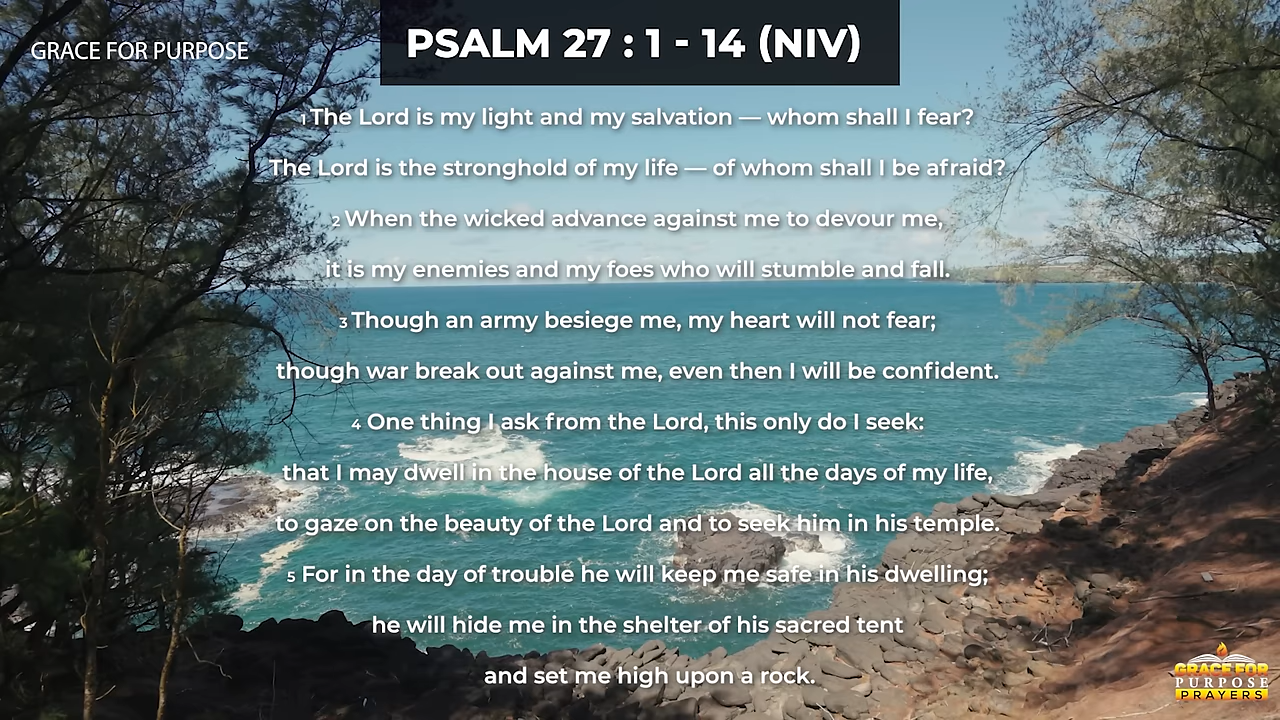 GRACE FOR PURPOSE
PSALM 27 : 1 - 14 (NIV)
1 The Lord is my light and my salvation — whom shall I fear?
The Lord is the stronghold of my life — of whom shall I be afraid?
2 When the wicked advance against me to devour me,
it is my enemies and my foes who will stumble and fall.
3 Though an army besiege me, my heart will not fear;
though war break out against me, even then I will be confident.
4 One thing I ask from the Lord, this only do I seek:
that I may dwell in the house of the Lord all the days of my life,
to gaze on the beauty of the Lord and to seek him in his temple.
5 For in the day of trouble he will keep me safe in his dwelling;
he will hide me in the shelter of his sacred tent
and set me high upon a rock.
GRACE FOR
PURPOSE
PRAYERS